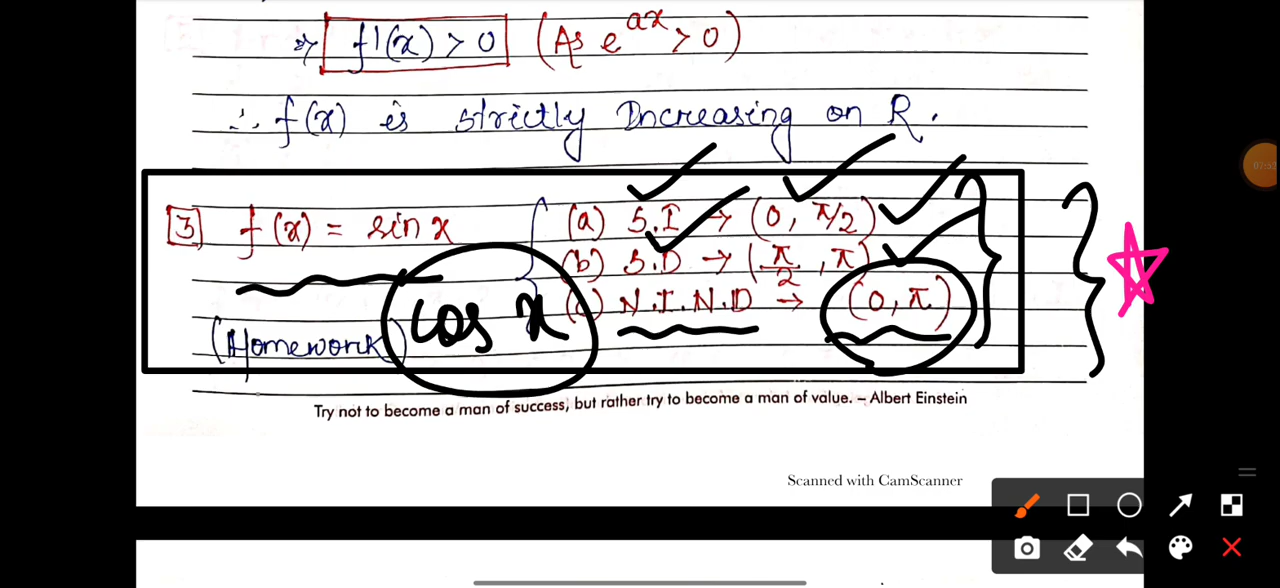 ⇒ f'(x) > 0 (As e^ax > 0)
∴ f(x) is strictly Increasing on R.
[3] f(x) = sin x (a) S.I → (0, π/2)
(b) S.D → (π/2, π)
(c) N.I.N.D → (0, π)
(Homework) cos x
Try not to become a man of success, but rather try to become a man of value. – Albert Einstein
Scanned with CamScanner